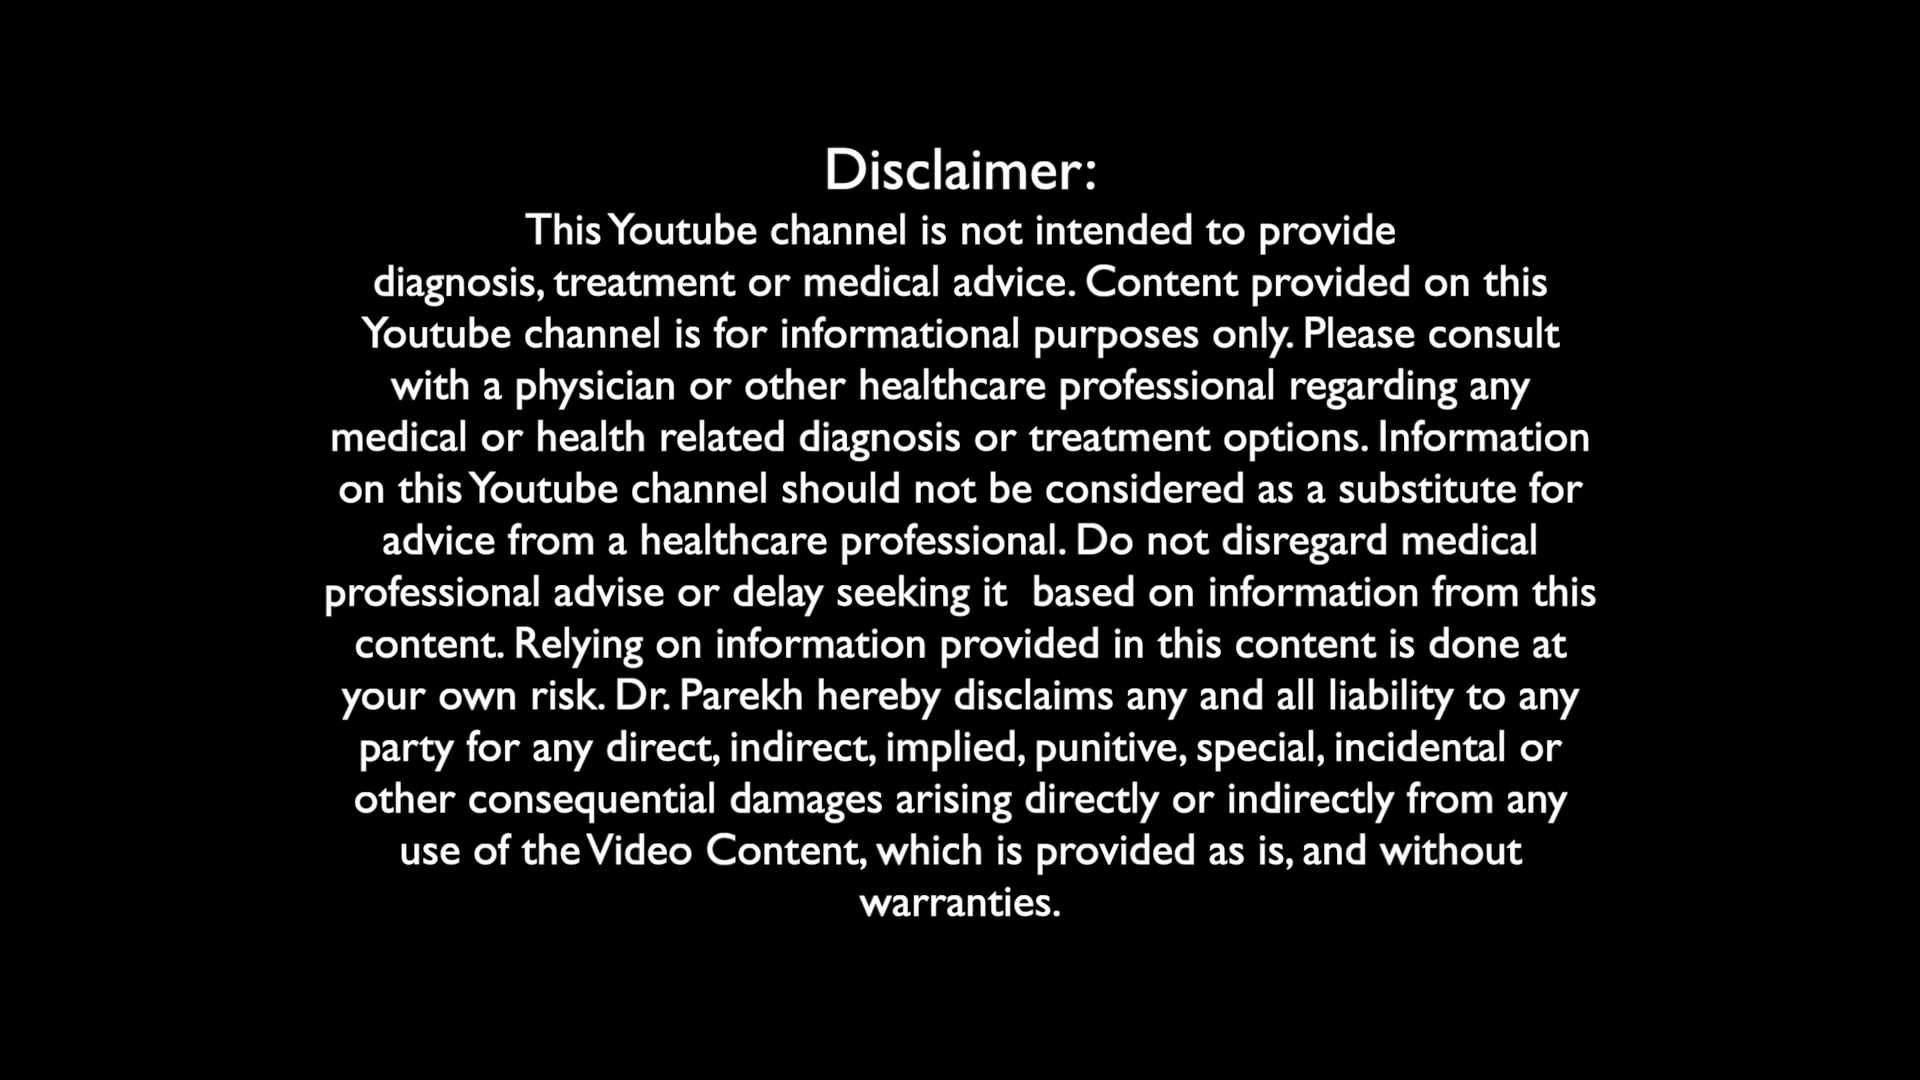 Disclaimer:
This Youtube channel is not intended to provide
diagnosis, treatment or medical advice. Content provided on this
Youtube channel is for informational purposes only. Please consult
with a physician or other healthcare professional regarding any
medical or health related diagnosis or treatment options. Information
on this Youtube channel should not be considered as a substitute for
advice from a healthcare professional. Do not disregard medical
professional advise or delay seeking it  based on information from this
content. Relying on information provided in this content is done at
your own risk. Dr. Parekh hereby disclaims any and all liability to any
party for any direct, indirect, implied, punitive, special, incidental or
other consequential damages arising directly or indirectly from any
use of the Video Content, which is provided as is, and without
warranties.